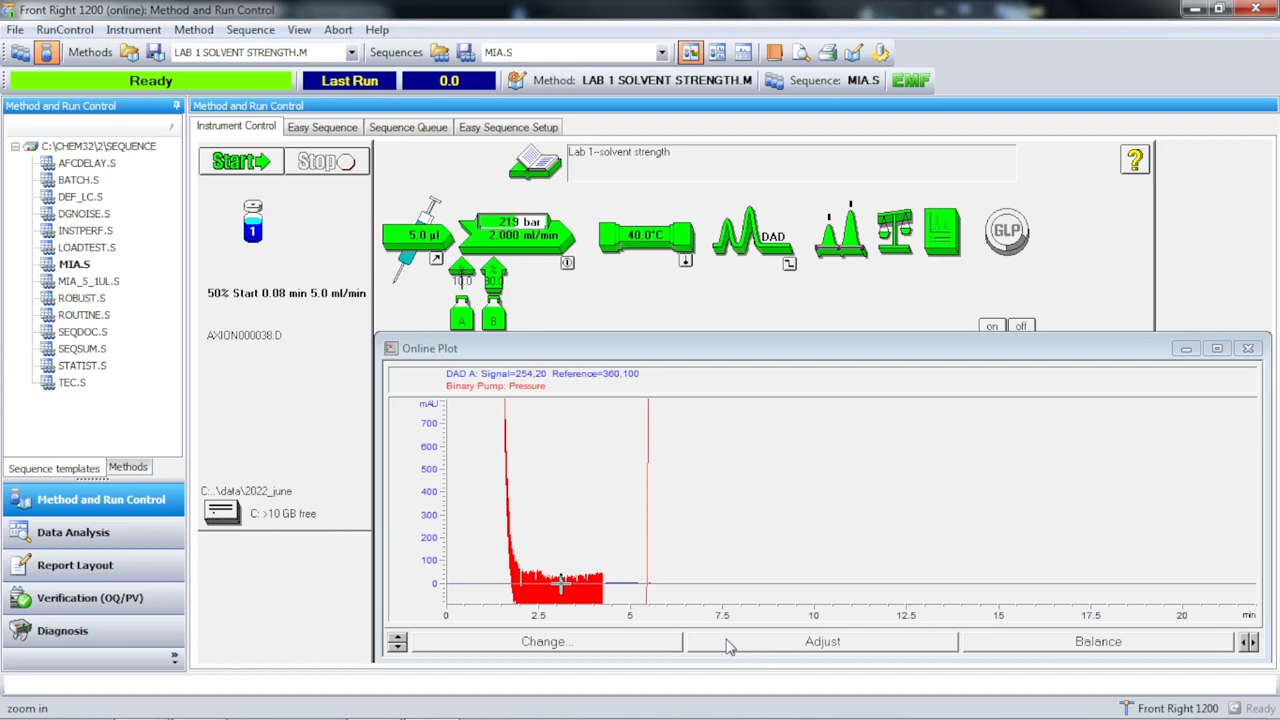 Front Right 1200 (online): Method and Run Control
File RunControl Instrument Method Sequence View Abort Help
Methods LAB 1 SOLVENT STRENGTH.M Sequences MIA.S
Ready Last Run 0.0 Method: LAB 1 SOLVENT STRENGTH.M Sequence: MIA.S EMF
Method and Run Control
C:\CHEM32\2\SEQUENCE
AFCDELAY.S
BATCH.S
DEF_LC.S
DGNOISE.S
INSTPERF.S
LOADTEST.S
MIA.S
MIA_5_1UL.S
ROBUST.S
ROUTINE.S
SEQDOC.S
SEQSUM.S
STATIST.S
TEC.S
Sequence templates Methods
Method and Run Control
Data Analysis
Report Layout
Verification (OQ/PV)
Diagnosis
Method and Run Control
Instrument Control Easy Sequence Sequence Queue Easy Sequence Setup
Start Stop
Lab 1--solvent strength
?
1
5.0 µl
219 bar
2.000 ml/min
40.0°C
DAD
GLP
10.0
A B
50% Start 0.08 min 5.0 ml/min
AXION000038.D
on off
C:..\data\2022_june
C: >10 GB free
Online Plot
DAD A: Signal=254,20 Reference=360,100
Binary Pump: Pressure
mAU
700
600
500
400
300
200
100
0
0 2.5 5 7.5 10 12.5 15 17.5 20 min
Change... Adjust Balance
zoom in
Front Right 1200 Ready